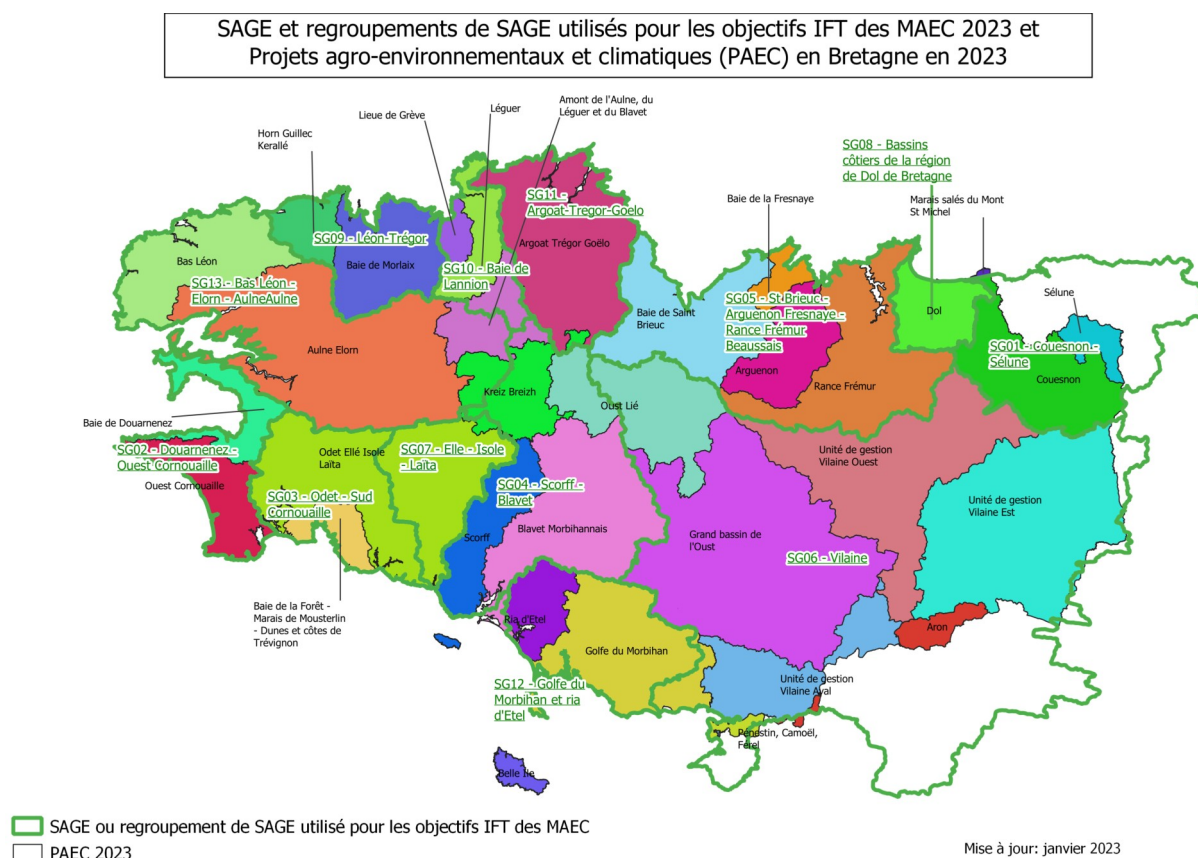 SAGE et regroupements de SAGE utilisés pour les objectifs IFT des MAEC 2023 et
Projets agro-environnementaux et climatiques (PAEC) en Bretagne en 2023
Amont de l'Aulne, du
Léguer et du Blavet
Léguer
Lieue de Grève
Horn Guillec
Kerallé
SG08 - Bassins
côtiers de la région
de Dol de Bretagne
Baie de la Fresnaye
Marais salés du Mont
St Michel
SG11 -
Argoat-Tregor-Goelo
Argoat Trégor Goëlo
SG09 - Léon-Trégor
Baie de Morlaix
Bas Léon
SG10 - Baie de
Lannion
SG13 - Bas Léon -
Elorn - AulneAulne
Sélune
SG05 - St Brieuc -
Arguenon Fresnaye -
Rance Frémur
Beaussais
Baie de Saint
Brieuc
Dol
SG01 - Couesnon -
Sélune
Couesnon
Aulne Elorn
Arguenon
Rance Frémur
Kreiz Breizh
Oust Lié
Baie de Douarnenez
SG02 - Douarnenez -
Ouest Cornouaille
Ouest Cornouaille
Odet Ellé Isole
Laïta
SG07 - Elle - Isole
- Laïta
Unité de gestion
Vilaine Ouest
SG03 - Odet - Sud
Cornouaille
SG04 - Scorff -
Blavet
Unité de gestion
Vilaine Est
Scorff
Blavet Morbihannais
Grand bassin de
l'Oust
SG06 - Vilaine
Baie de la Forêt -
Marais de Mousterlin
- Dunes et côtes de
Trévignon
Ria d'Etel
Aron
Golfe du Morbihan
SG12 - Golfe du
Morbihan et ria
d'Etel
Unité de gestion
Vilaine Aval
Pénestin, Camoël,
Férel
Belle Ile
SAGE ou regroupement de SAGE utilisé pour les objectifs IFT des MAEC
PAEC 2023
Mise à jour: janvier 2023